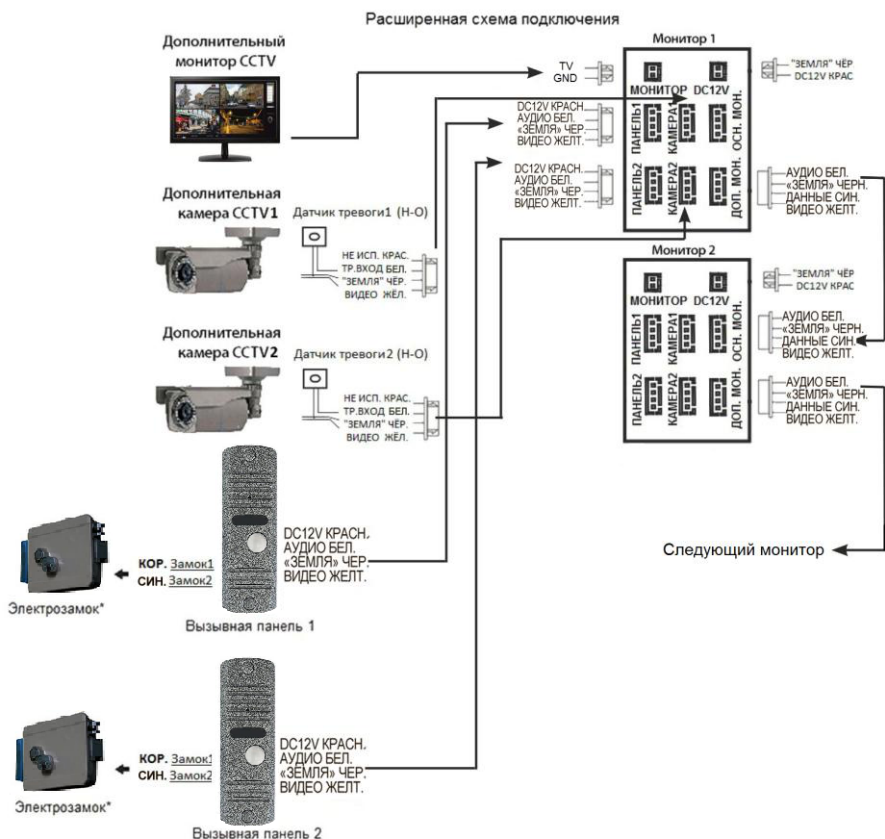 Расширенная схема подключения
Дополнительный
монитор CCTV
TV
GND
Монитор 1
МОНИТОР DC12V
ПАНЕЛЬ1
КАМЕРА1
ОСН. МОН.
ПАНЕЛЬ2
КАМЕРА2
ДОП. МОН.
"ЗЕМЛЯ" ЧЁР
DC12V КРАС
DC12V КРАСН.
АУДИО БЕЛ.
«ЗЕМЛЯ» ЧЕР.
ВИДЕО ЖЕЛТ.
DC12V КРАСН.
АУДИО БЕЛ.
«ЗЕМЛЯ» ЧЕР.
ВИДЕО ЖЕЛТ.
АУДИО БЕЛ.
«ЗЕМЛЯ» ЧЕРН.
ДАННЫЕ СИН.
ВИДЕО ЖЕЛТ.
Дополнительная
камера CCTV1
Датчик тревоги1 (Н-О)
НЕ ИСП. КРАС.
ТР.ВХОД БЕЛ.
"ЗЕМЛЯ" ЧЁР.
ВИДЕО ЖЁЛ.
Монитор 2
МОНИТОР DC12V
ПАНЕЛЬ1
КАМЕРА1
ОСН. МОН.
ПАНЕЛЬ2
КАМЕРА2
ДОП. МОН.
"ЗЕМЛЯ" ЧЁР
DC12V КРАС
АУДИО БЕЛ.
«ЗЕМЛЯ» ЧЕРН.
ДАННЫЕ СИН.
ВИДЕО ЖЕЛТ.
АУДИО БЕЛ.
«ЗЕМЛЯ» ЧЕРН.
ДАННЫЕ СИН.
ВИДЕО ЖЕЛТ.
Дополнительная
камера CCTV2
Датчик тревоги2 (Н-О)
НЕ ИСП. КРАС.
ТР.ВХОД БЕЛ.
"ЗЕМЛЯ" ЧЁР.
ВИДЕО ЖЁЛ.
DC12V КРАСН.
АУДИО БЕЛ.
«ЗЕМЛЯ» ЧЕР.
ВИДЕО ЖЕЛТ.
КОР. Замок1
СИН. Замок2
Электрозамок*
Вызывная панель 1
Следующий монитор
DC12V КРАСН.
АУДИО БЕЛ.
«ЗЕМЛЯ» ЧЕР.
ВИДЕО ЖЕЛТ.
КОР. Замок1
СИН. Замок2
Электрозамок*
Вызывная панель 2